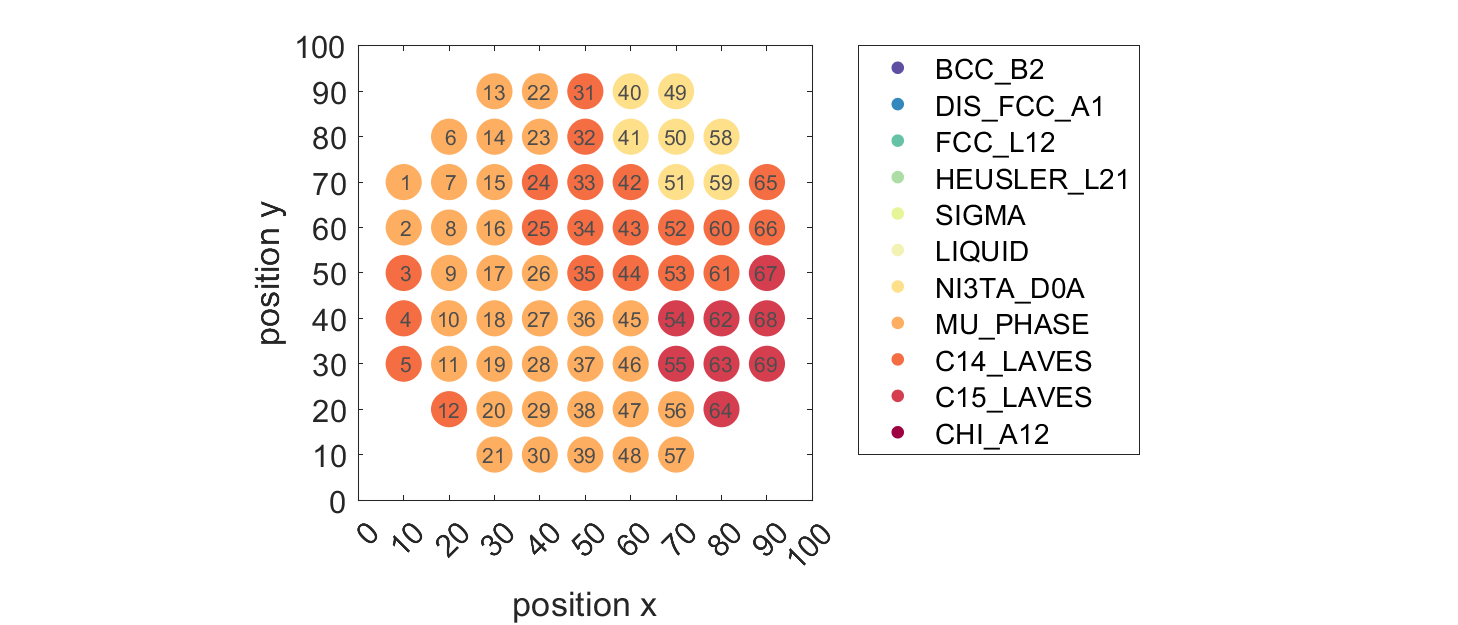 100
90
80
70
60
50
40
30
20
10
0
13 22 31 40 49
6 14 23 32 41 50 58
1 7 15 24 33 42 51 59 65
2 8 16 25 34 43 52 60 66
3 9 17 26 35 44 53 61 67
4 10 18 27 36 45 54 62 68
5 11 19 28 37 46 55 63 69
12 20 29 38 47 56 64
21 30 39 48 57
0 10 20 30 40 50 60 70 80 90 100
position x
position y
BCC_B2
DIS_FCC_A1
FCC_L12
HEUSLER_L21
SIGMA
LIQUID
NI3TA_D0A
MU_PHASE
C14_LAVES
C15_LAVES
CHI_A12